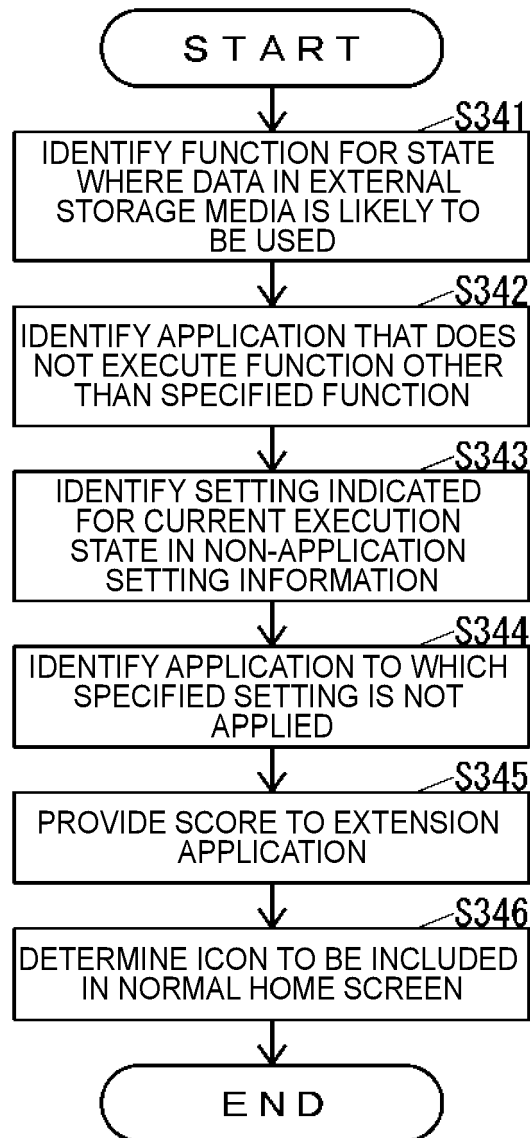 START
S341
IDENTIFY FUNCTION FOR STATE
WHERE DATA IN EXTERNAL
STORAGE MEDIA IS LIKELY TO
BE USED
S342
IDENTIFY APPLICATION THAT DOES
NOT EXECUTE FUNCTION OTHER
THAN SPECIFIED FUNCTION
S343
IDENTIFY SETTING INDICATED
FOR CURRENT EXECUTION
STATE IN NON-APPLICATION
SETTING INFORMATION
S344
IDENTIFY APPLICATION TO WHICH
SPECIFIED SETTING IS NOT
APPLIED
S345
PROVIDE SCORE TO EXTENSION
APPLICATION
S346
DETERMINE ICON TO BE INCLUDED
IN NORMAL HOME SCREEN
END